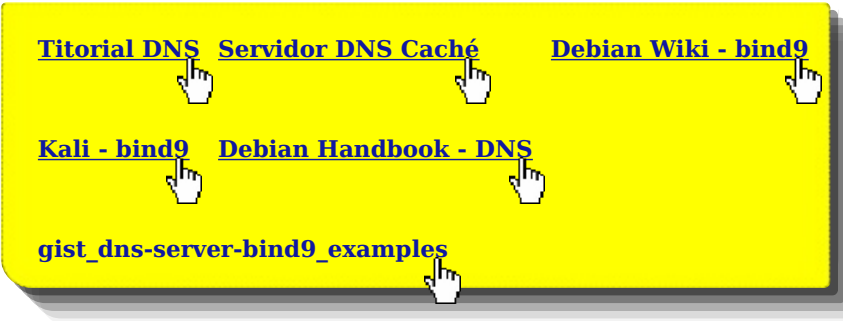 Titorial DNS Servidor DNS Caché Debian Wiki - bind9
Kali - bind9 Debian Handbook - DNS
gist_dns-server-bind9_examples